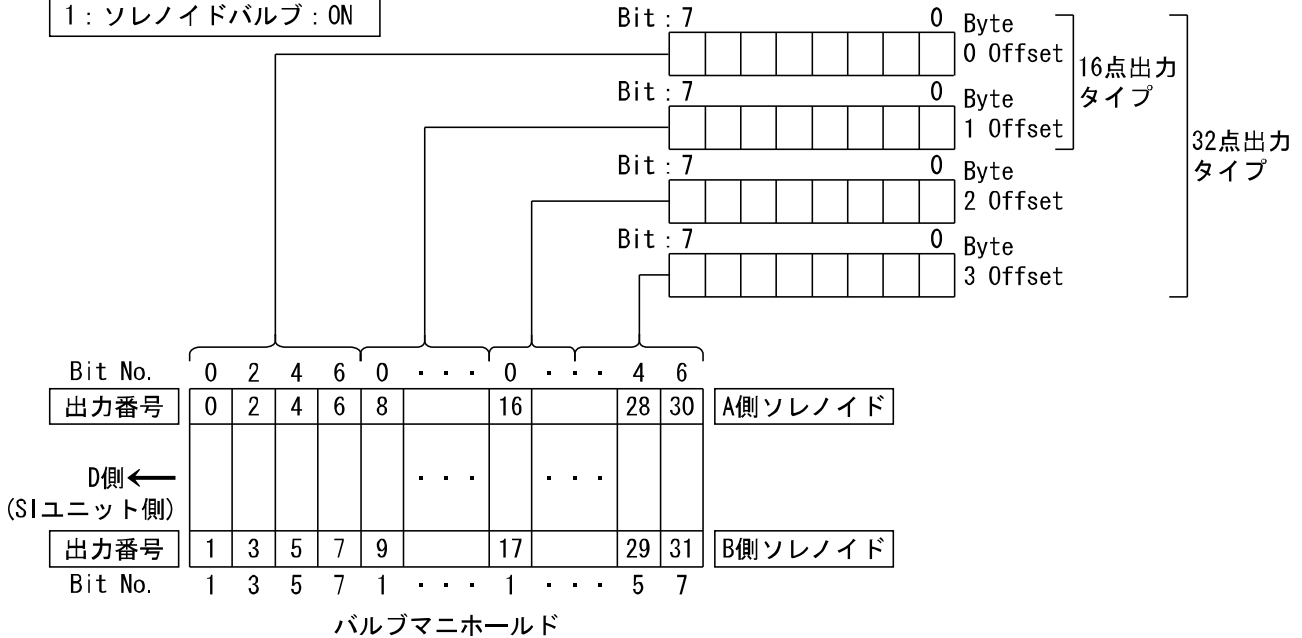 1：ソレノイドバルブ：ON
Bit：7 0 Byte
0 Offset
Bit：7 0 Byte
1 Offset
16点出力
タイプ
Bit：7 0 Byte
2 Offset
Bit：7 0 Byte
3 Offset
32点出力
タイプ
Bit No. 0 2 4 6 0 ・・・ 0 ・・・ 4 6
出力番号 0 2 4 6 8 16 28 30 A側ソレノイド
D側← ・・・ ・・・
(SIユニット側)
出力番号 1 3 5 7 9 17 29 31 B側ソレノイド
Bit No. 1 3 5 7 1 ・・・ 1 ・・・ 5 7
バルブマニホールド